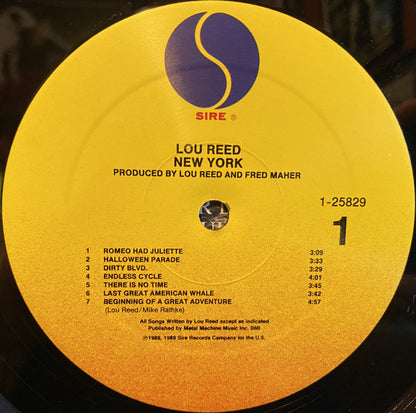 SIRE ®
LOU REED
NEW YORK
PRODUCED BY LOU REED AND FRED MAHER
1-25829
1
1 ROMEO HAD JULIETTE 3:09
2 HALLOWEEN PARADE 3:33
3 DIRTY BLVD. 3:29
4 ENDLESS CYCLE 4:01
5 THERE IS NO TIME 3:45
6 LAST GREAT AMERICAN WHALE 3:42
7 BEGINNING OF A GREAT ADVENTURE 4:57
(Lou Reed/Mike Rathke)
All Songs Written by Lou Reed except as indicated.
Published by Metal Machine Music Inc. BMI
℗1988, 1989 Sire Records Company for the U.S.